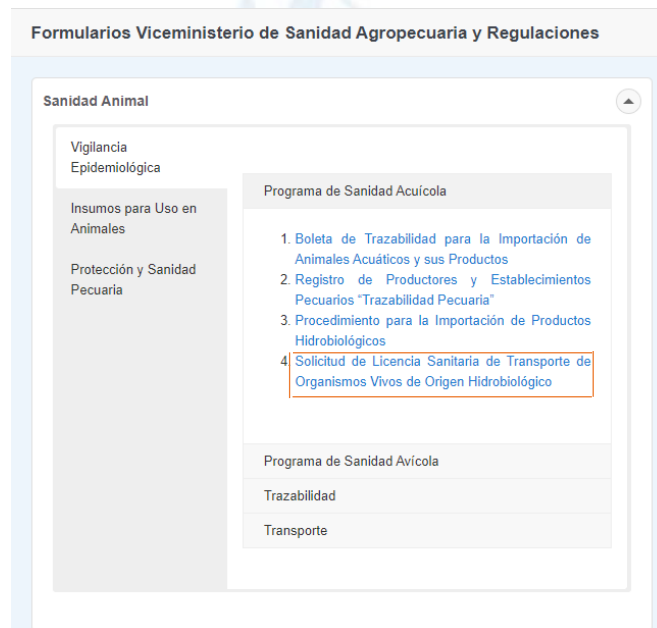 Formularios Viceministerio de Sanidad Agropecuaria y Regulaciones
Sanidad Animal
Vigilancia
Epidemiológica
Insumos para Uso en
Animales
Protección y Sanidad
Pecuaria
Programa de Sanidad Acuícola
1. Boleta de Trazabilidad para la Importación de
Animales Acuáticos y sus Productos
2. Registro de Productores y Establecimientos
Pecuarios “Trazabilidad Pecuaria”
3. Procedimiento para la Importación de Productos
Hidrobiológicos
4. Solicitud de Licencia Sanitaria de Transporte de
Organismos Vivos de Origen Hidrobiológico
Programa de Sanidad Avícola
Trazabilidad
Transporte